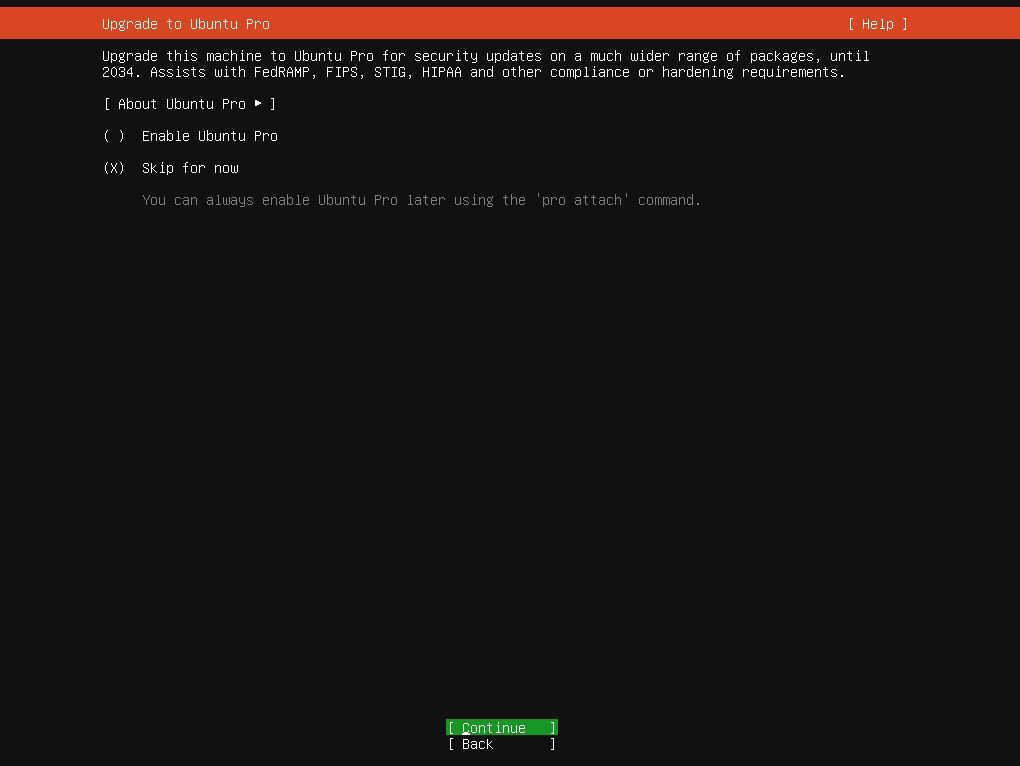 Upgrade to Ubuntu Pro [ Help ]
Upgrade this machine to Ubuntu Pro for security updates on a much wider range of packages, until
2034. Assists with FedRAMP, FIPS, STIG, HIPAA and other compliance or hardening requirements.
[ About Ubuntu Pro ▸ ]
( ) Enable Ubuntu Pro
(X) Skip for now
You can always enable Ubuntu Pro later using the 'pro attach' command.
[ Continue ]
[ Back ]